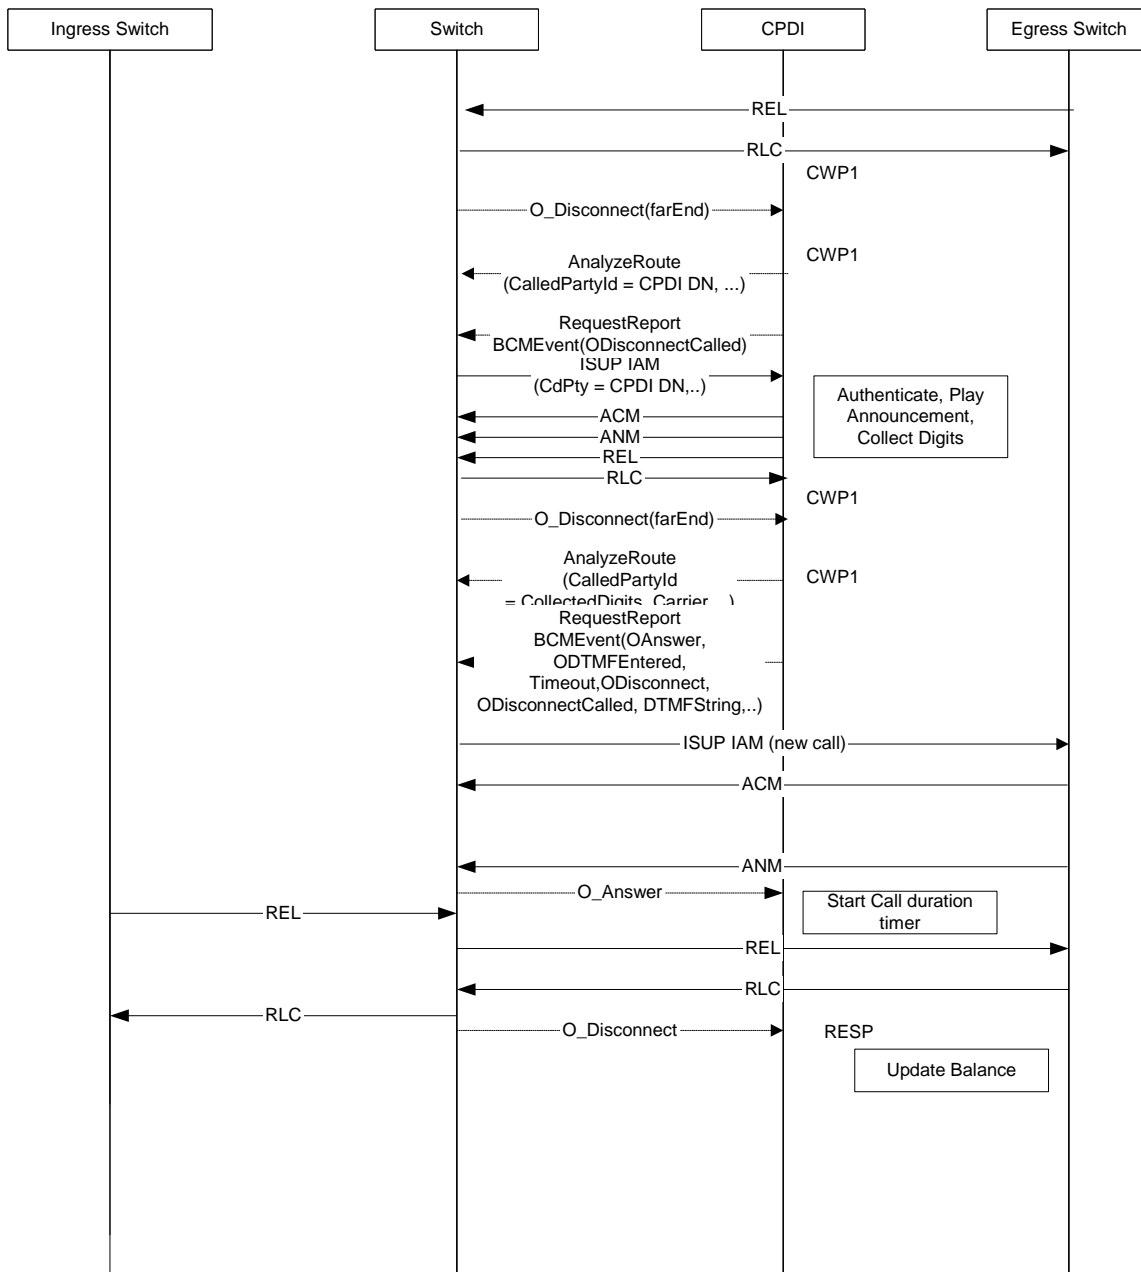 Ingress Switch
Switch
CPDI
Egress Switch
REL
RLC
CWP1
O_Disconnect(farEnd)
CWP1
AnalyzeRoute
(CalledPartyId = CPDI DN, ...)
RequestReport
BCMEvent(ODisconnectCalled)
ISUP IAM
(CdPty = CPDI DN,..)
Authenticate, Play
Announcement,
Collect Digits
ACM
ANM
REL
RLC
CWP1
O_Disconnect(farEnd)
AnalyzeRoute
(CalledPartyId
= CollectedDigits, Carrier,...)
CWP1
RequestReport
BCMEvent(OAnswer,
ODTMFEntered,
Timeout,ODisconnect,
ODisconnectCalled, DTMFString,..)
ISUP IAM (new call)
ACM
ANM
O_Answer
Start Call duration
timer
REL
REL
RLC
RLC
O_Disconnect
RESP
Update Balance